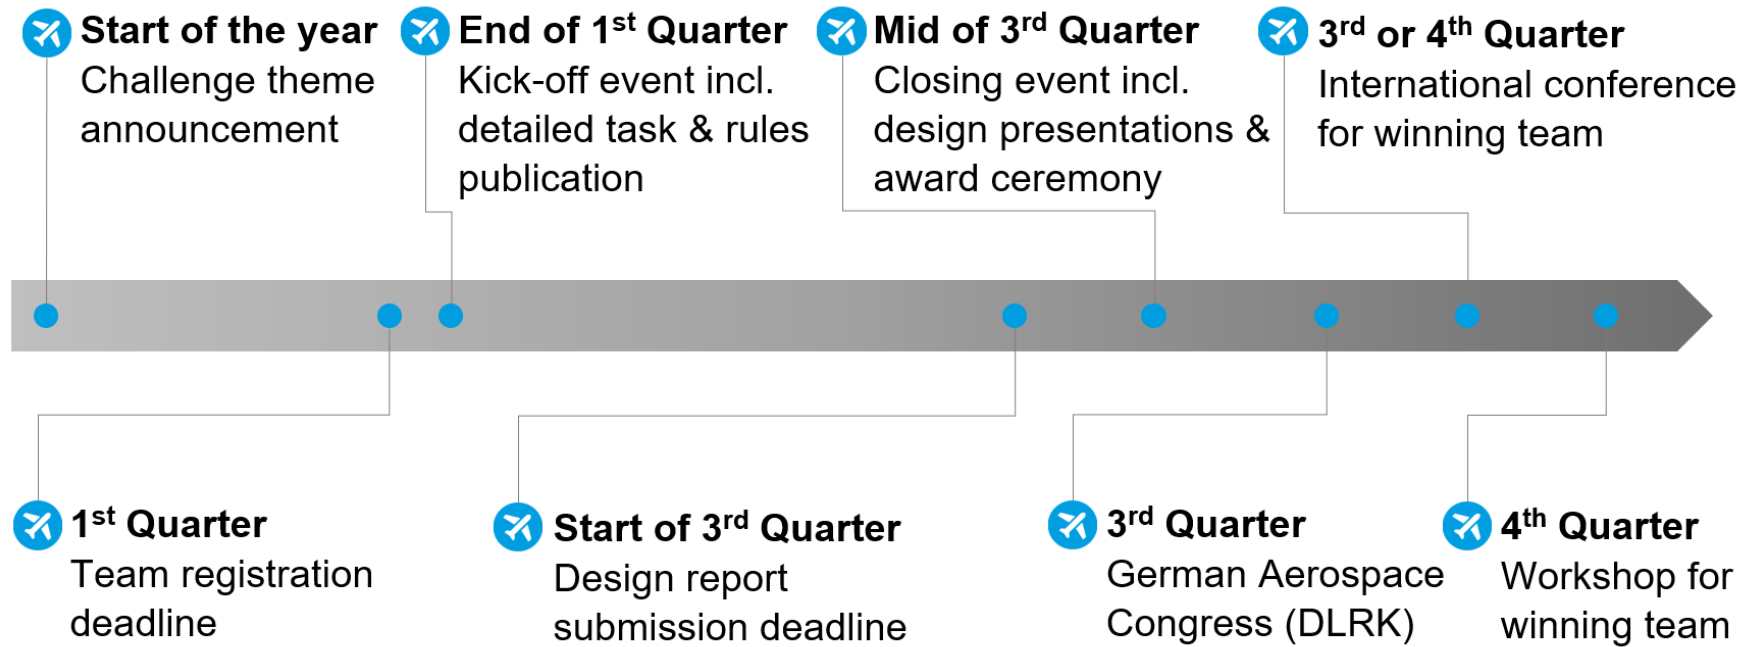 Start of the year
Challenge theme
announcement
End of 1st Quarter
Kick-off event incl.
detailed task & rules
publication
Mid of 3rd Quarter
Closing event incl.
design presentations &
award ceremony
3rd or 4th Quarter
International conference
for winning team
1st Quarter
Team registration
deadline
Start of 3rd Quarter
Design report
submission deadline
3rd Quarter
German Aerospace
Congress (DLRK)
4th Quarter
Workshop for
winning team